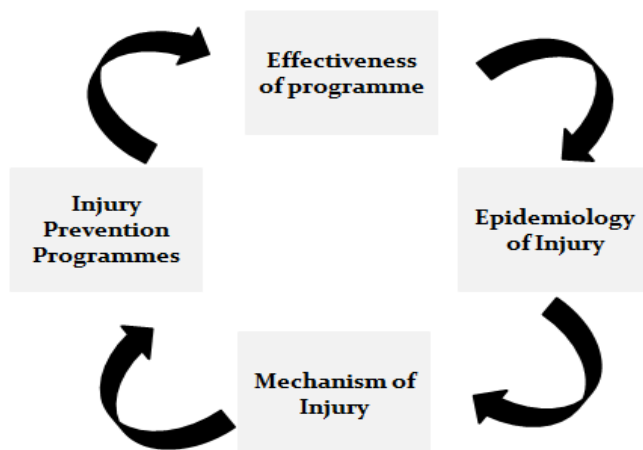 Effectiveness
of programme
Injury
Prevention
Programmes
Epidemiology
of Injury
Mechanism of
Injury